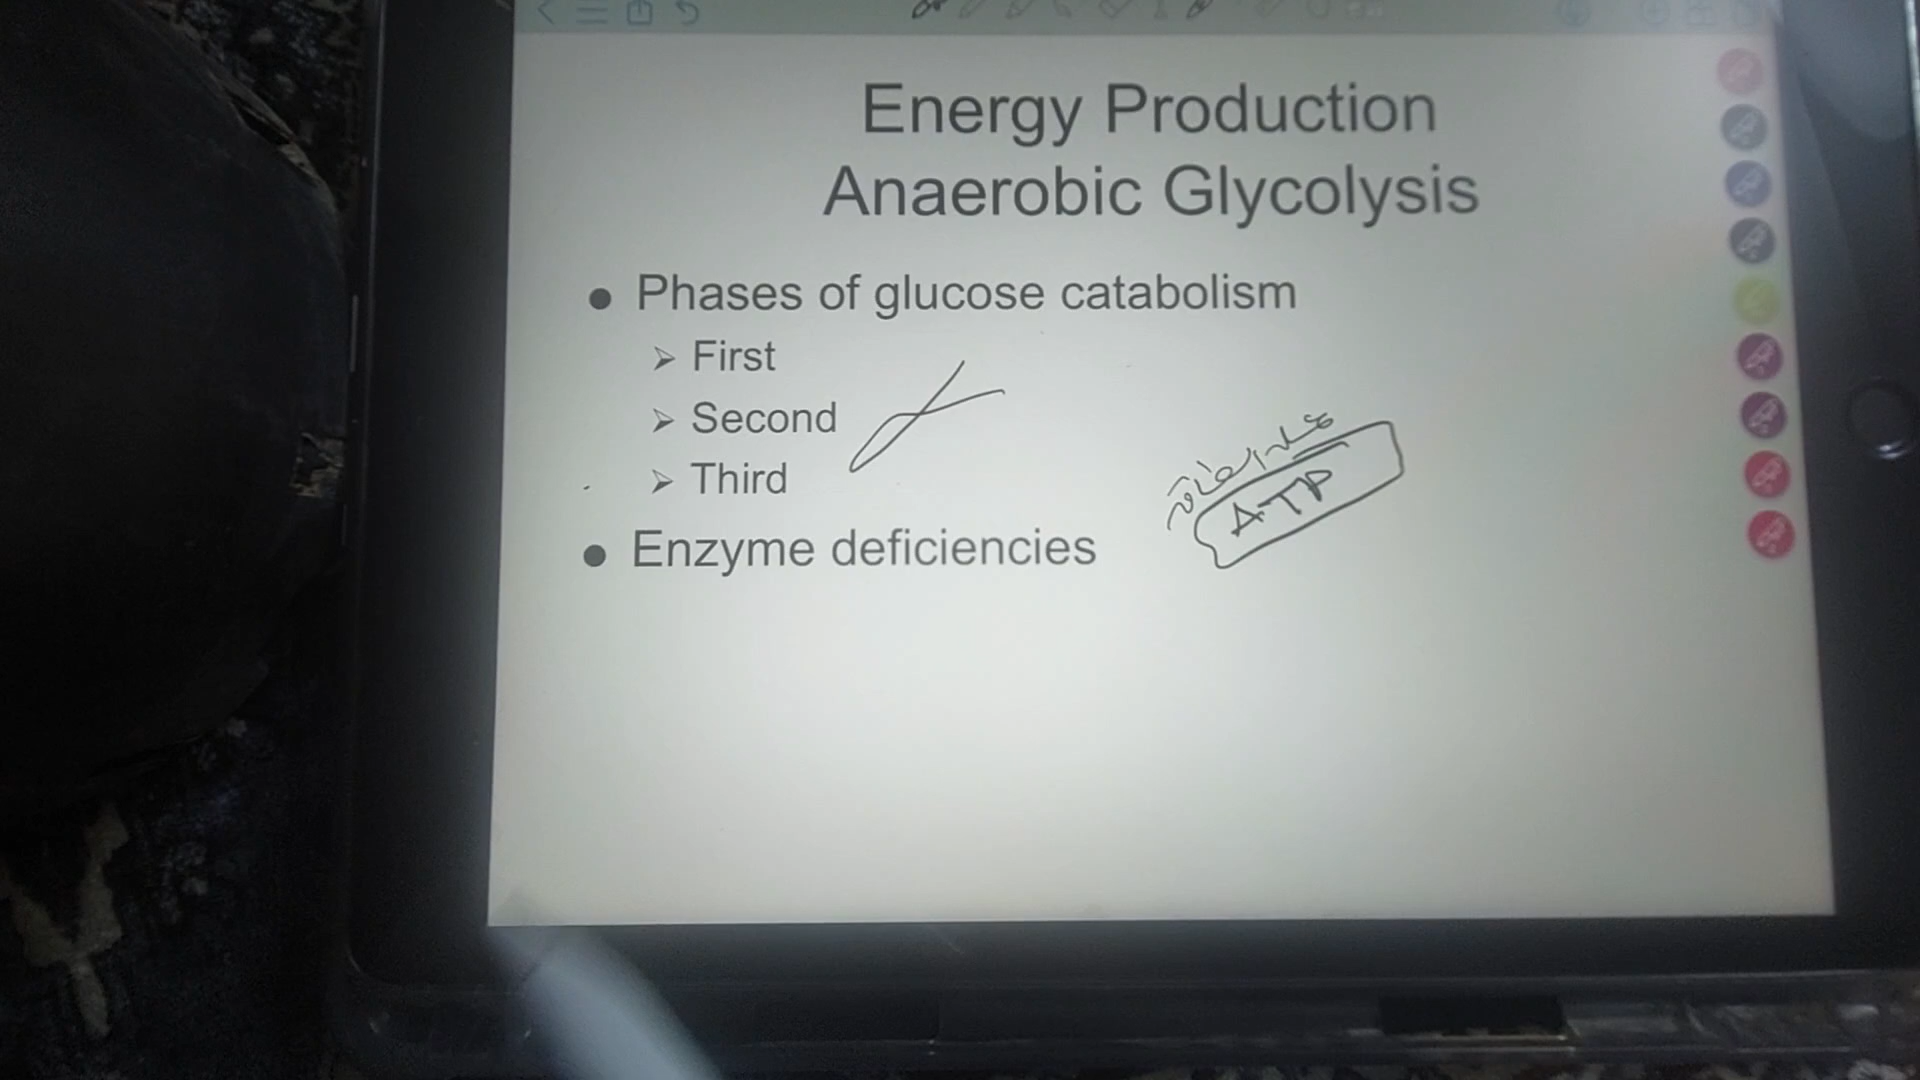 Energy Production
Anaerobic Glycolysis
● Phases of glucose catabolism
➢ First
➢ Second
➢ Third
ATP
● Enzyme deficiencies